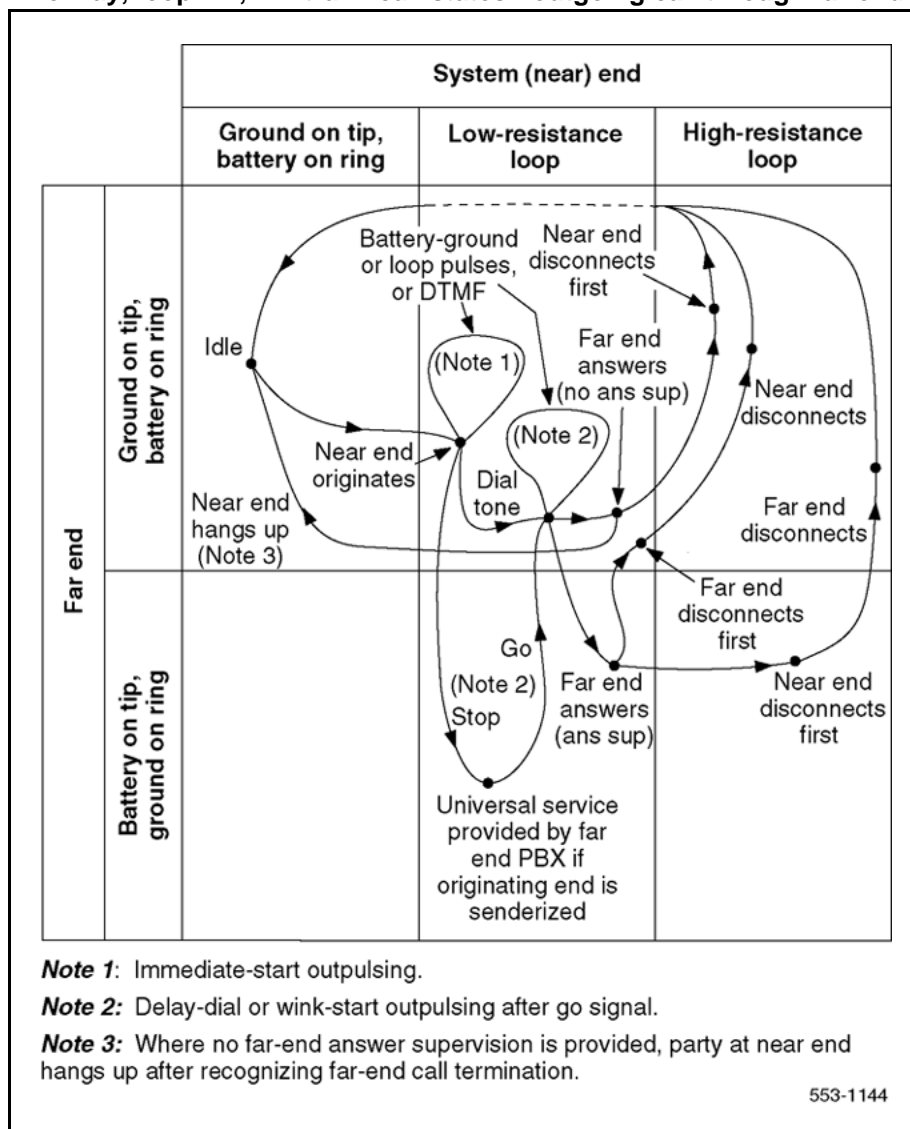 System (near) end
Ground on tip,
battery on ring
Low-resistance
loop
High-resistance
loop
Far end
Ground on tip,
battery on ring
Battery on tip,
ground on ring
Battery-ground
or loop pulses,
or DTMF
Near end
disconnects
first
Idle
(Note 1)
Far end
answers
(no ans sup)
(Note 2)
Near end
disconnects
Near end
originates
Dial
tone
Near end
hangs up
(Note 3)
Far end
disconnects
Far end
disconnects
first
Go
(Note 2)
Stop
Far end
answers
(ans sup)
Near end
disconnects
first
Universal service
provided by far
end PBX if
originating end is
senderized
Note 1: Immediate-start outpulsing.
Note 2: Delay-dial or wink-start outpulsing after go signal.
Note 3: Where no far-end answer supervision is provided, party at near end
hangs up after recognizing far-end call termination.
553-1144